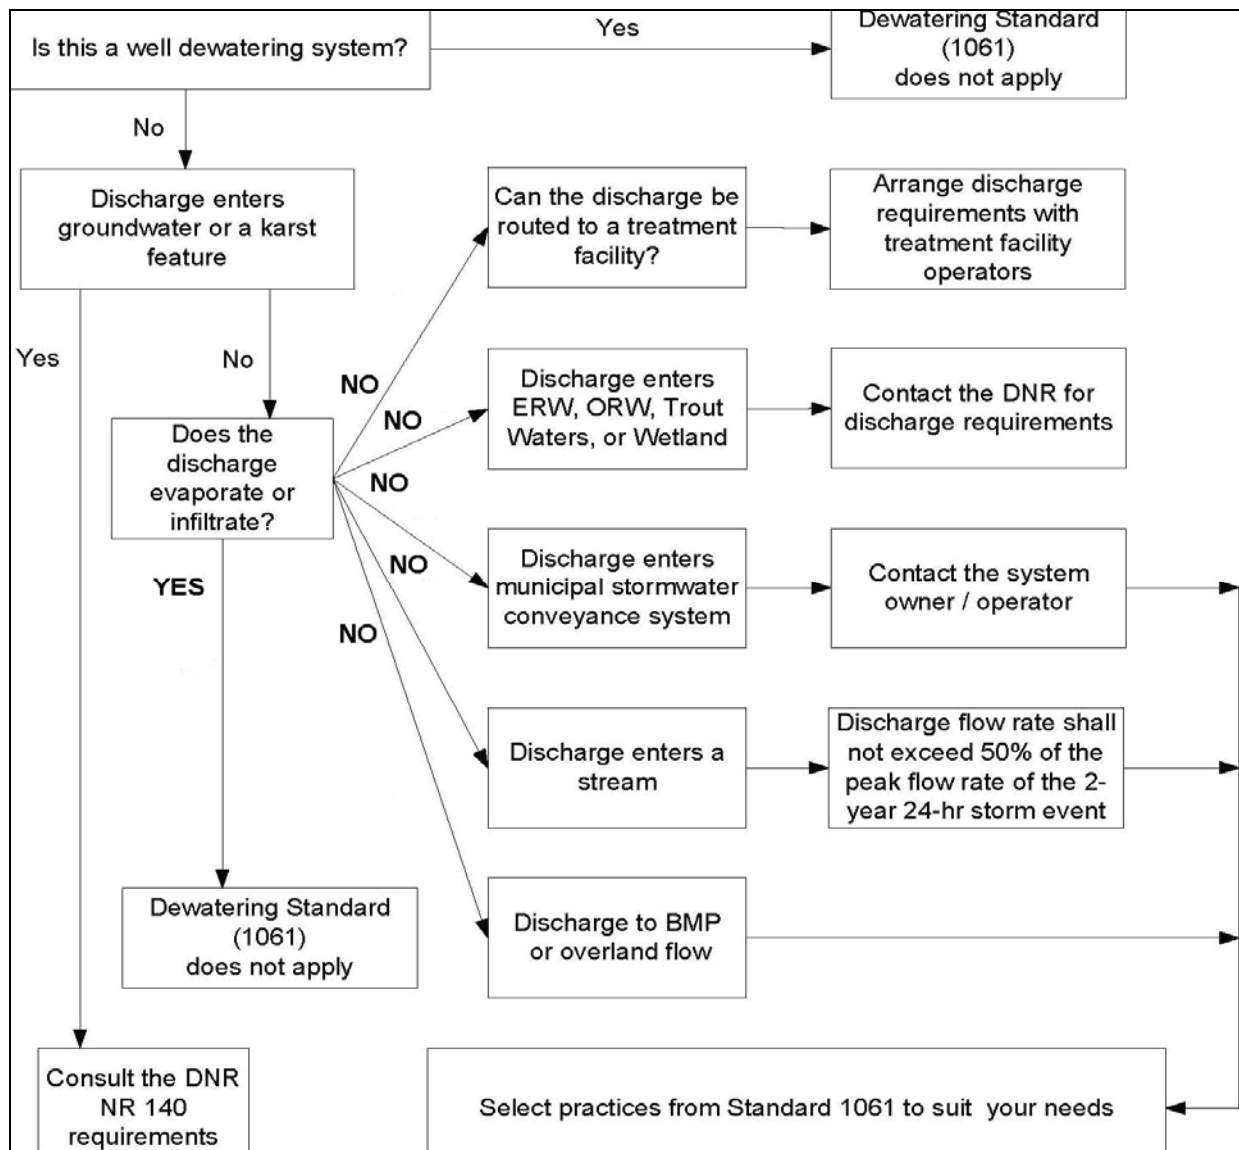 Is this a well dewatering system?
Yes
Dewatering Standard
(1061)
does not apply
No
Discharge enters
groundwater or a karst
feature
Can the discharge be
routed to a treatment
facility?
Arrange discharge
requirements with
treatment facility
operators
Yes
No
NO
Discharge enters
ERW, ORW, Trout
Waters, or Wetland
Contact the DNR for
discharge requirements
NO
Does the
discharge
evaporate or
infiltrate?
NO
Discharge enters
municipal stormwater
conveyance system
Contact the system
owner / operator
NO
YES
NO
Discharge enters a
stream
Discharge flow rate shall
not exceed 50% of the
peak flow rate of the 2-
year 24-hr storm event
Dewatering Standard
(1061)
does not apply
Discharge to BMP
or overland flow
Consult the DNR
NR 140
requirements
Select practices from Standard 1061 to suit your needs